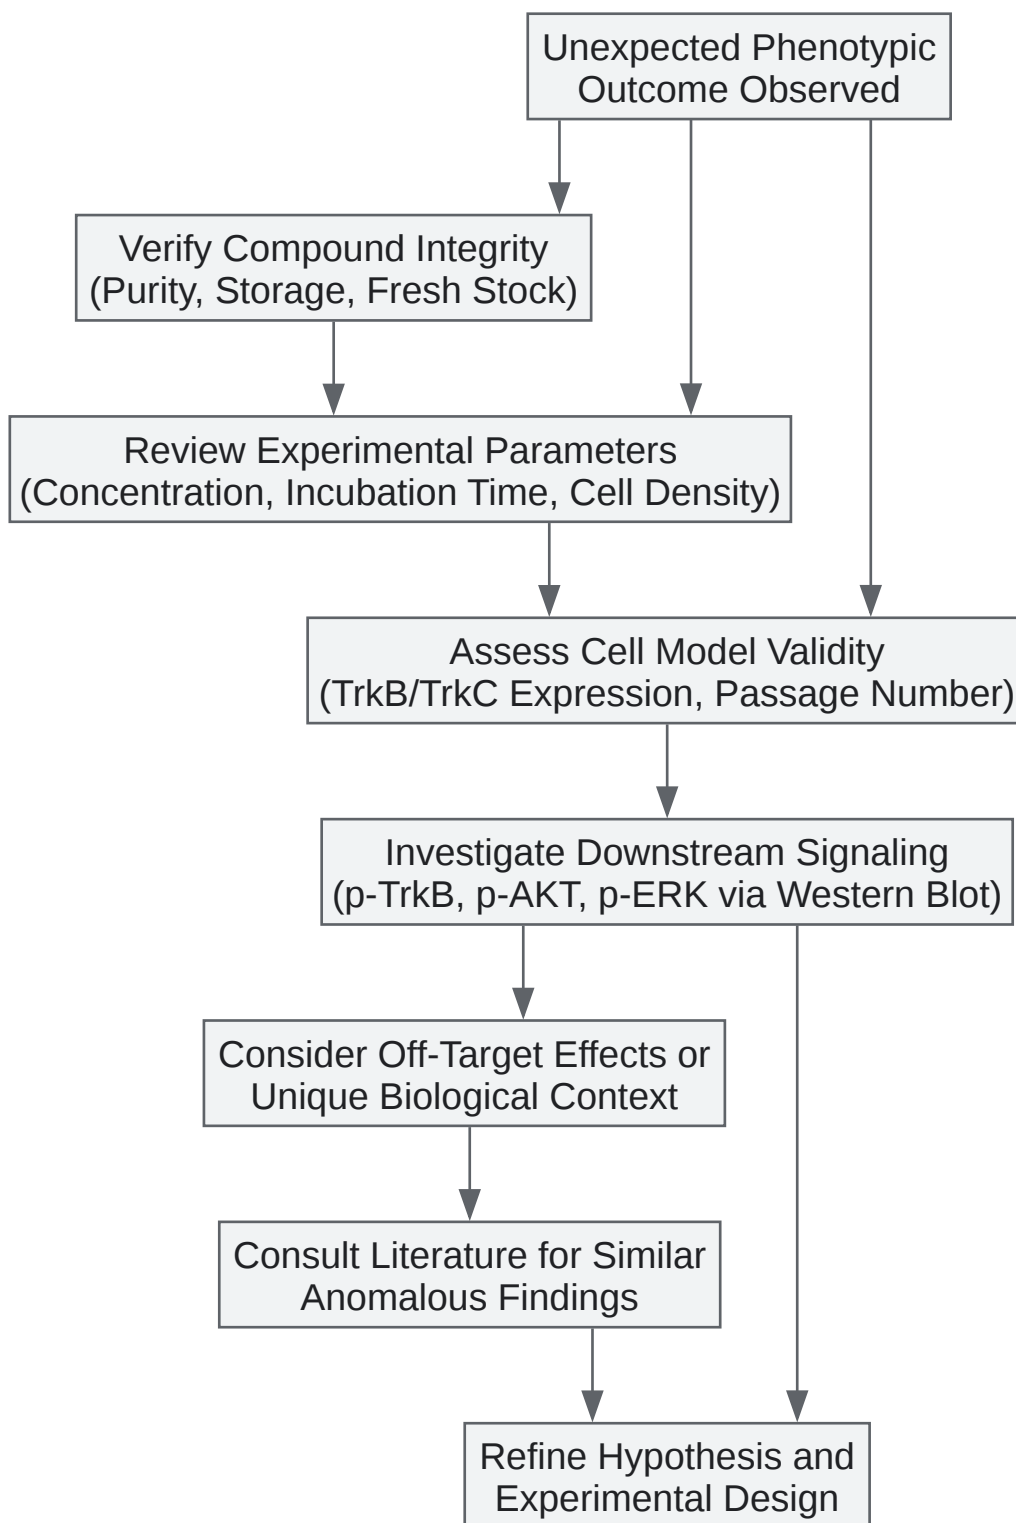 Unexpected Phenotypic
Outcome Observed
Verify Compound Integrity
(Purity, Storage, Fresh Stock)
Review Experimental Parameters
(Concentration, Incubation Time, Cell Density)
Assess Cell Model Validity
(TrkB/TrkC Expression, Passage Number)
Investigate Downstream Signaling
(p-TrkB, p-AKT, p-ERK via Western Blot)
Consider Off-Target Effects or
Unique Biological Context
Consult Literature for Similar
Anomalous Findings
Refine Hypothesis and
Experimental Design